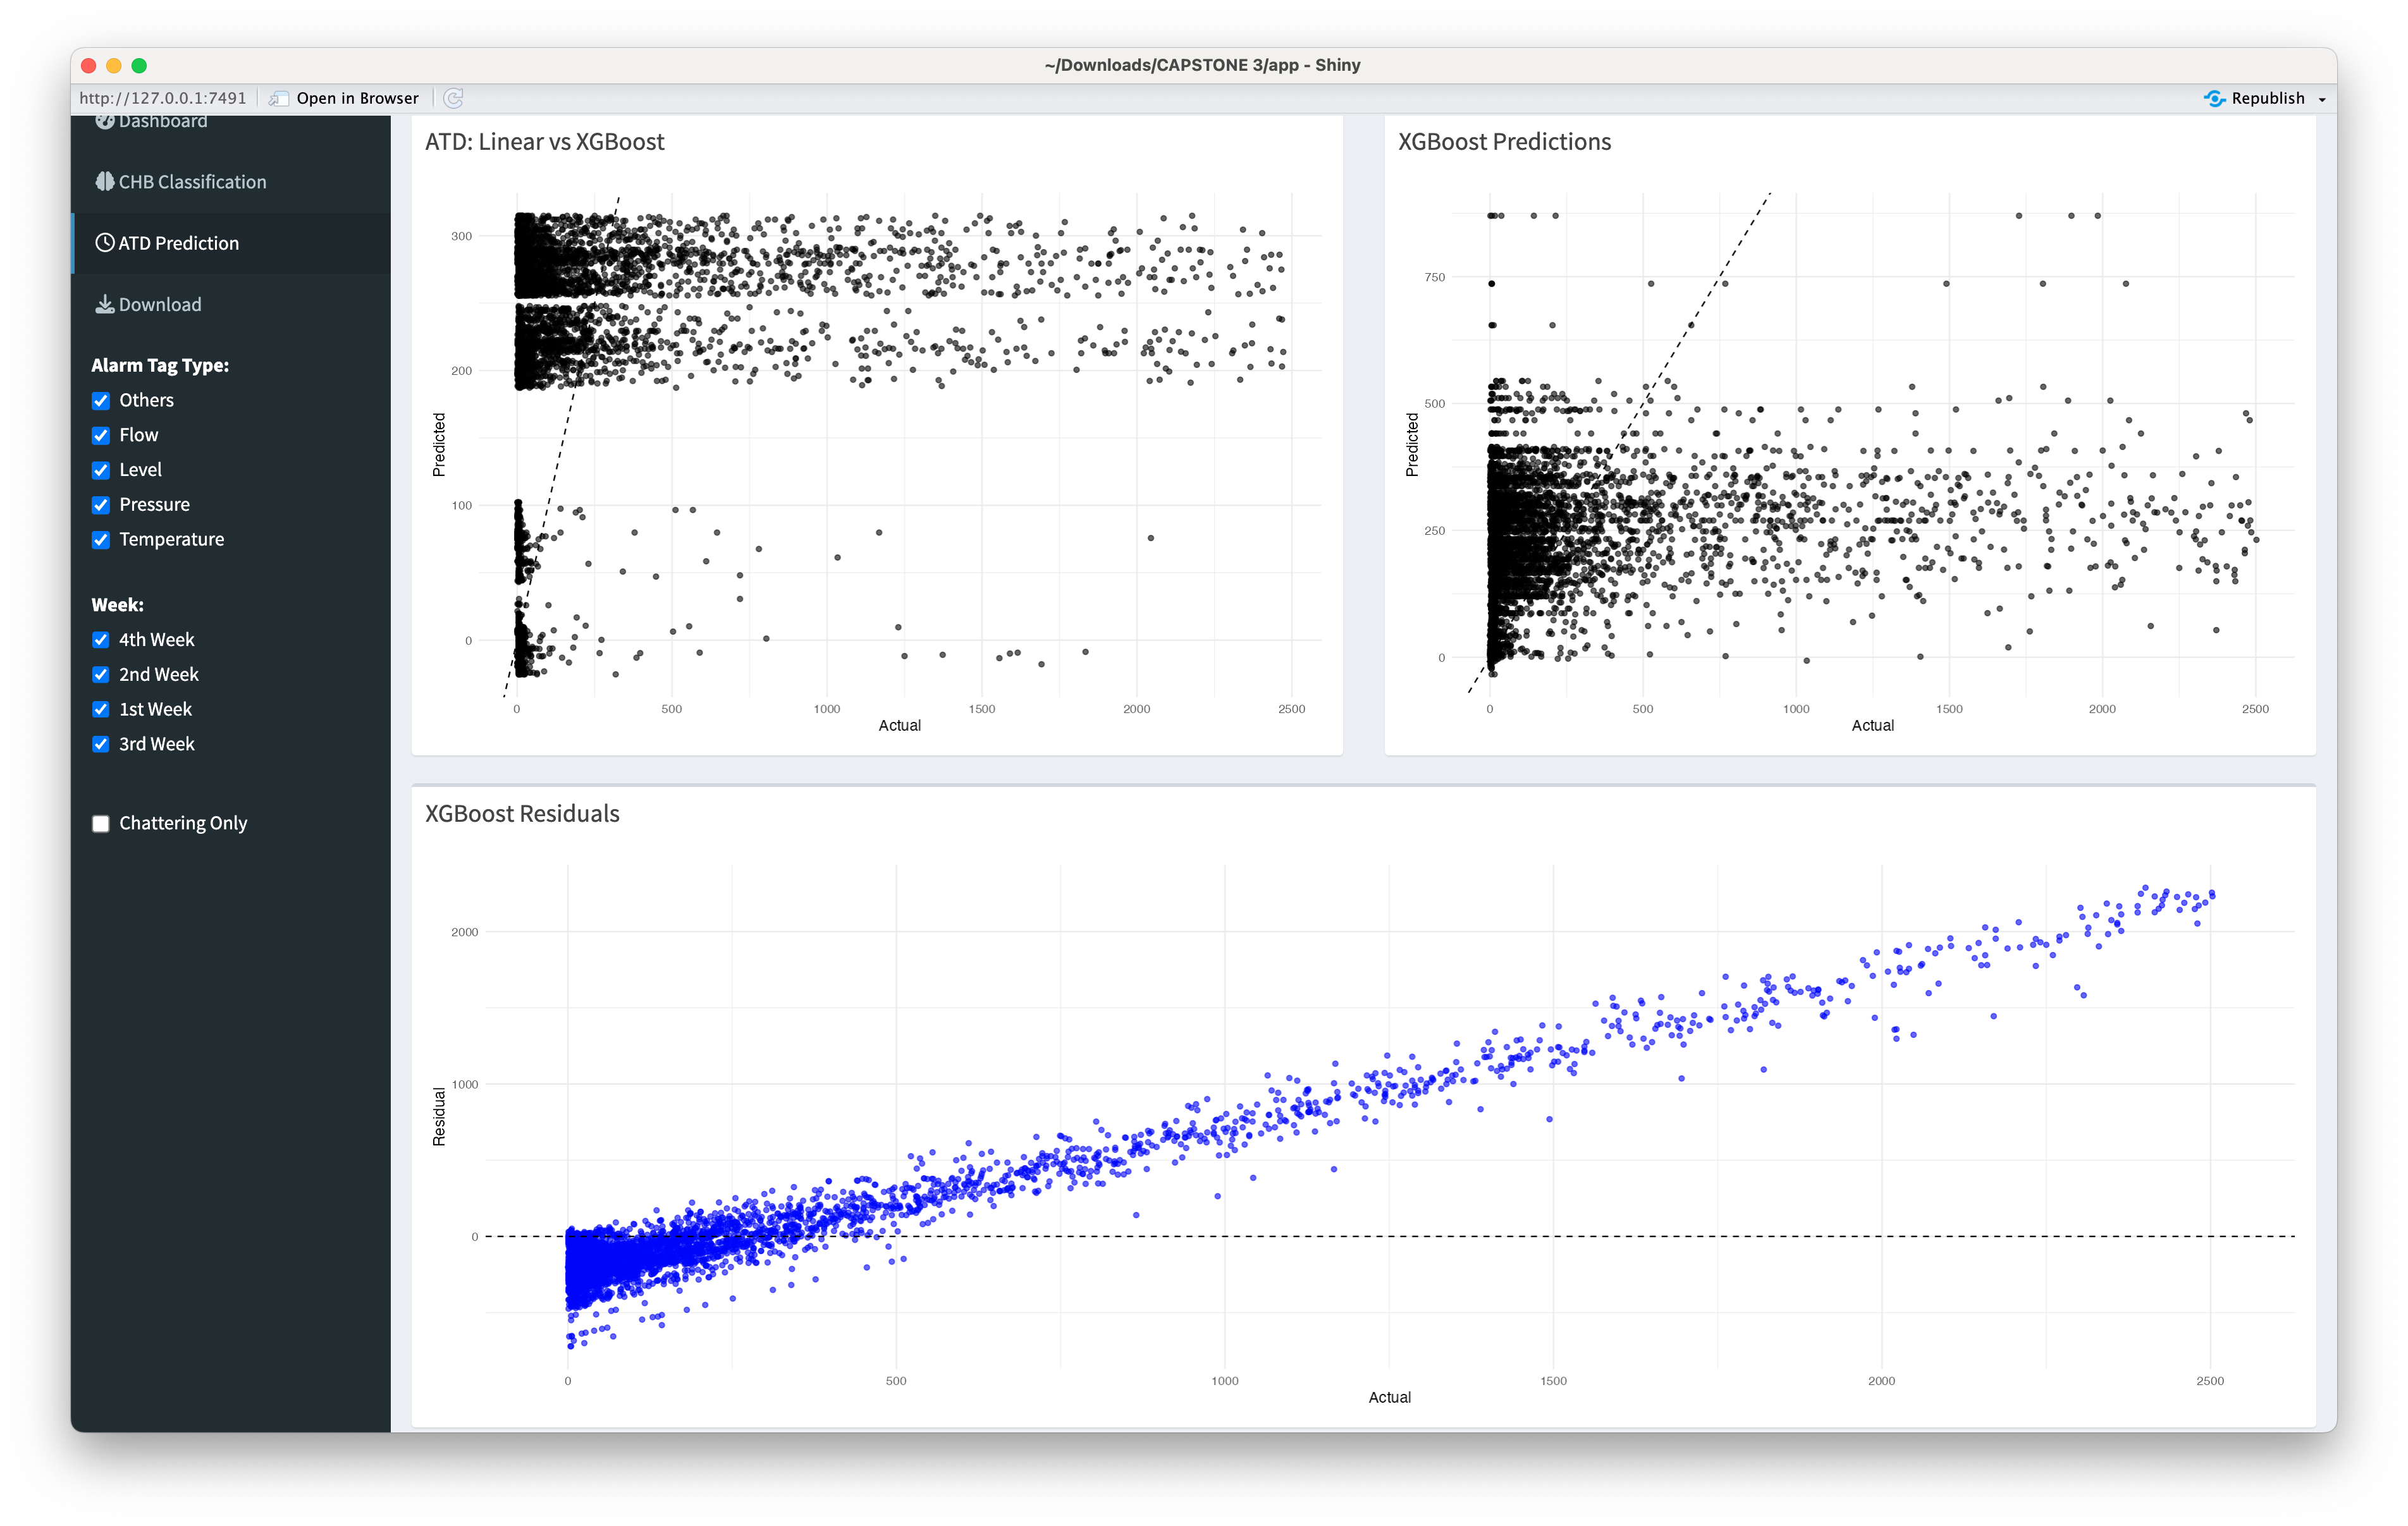 ~/Downloads/CAPSTONE 3/app - Shiny
http://127.0.0.1:7491 Open in Browser Republish
Dashboard
CHB Classification
ATD Prediction
Download
Alarm Tag Type:
Others
Flow
Level
Pressure
Temperature
Week:
4th Week
2nd Week
1st Week
3rd Week
Chattering Only
ATD: Linear vs XGBoost
Predicted
300
200
100
0
0 500 1000 1500 2000 2500
Actual
XGBoost Predictions
Predicted
750
500
250
0
0 500 1000 1500 2000 2500
Actual
XGBoost Residuals
Residual
2000
1000
0
0 500 1000 1500 2000 2500
Actual